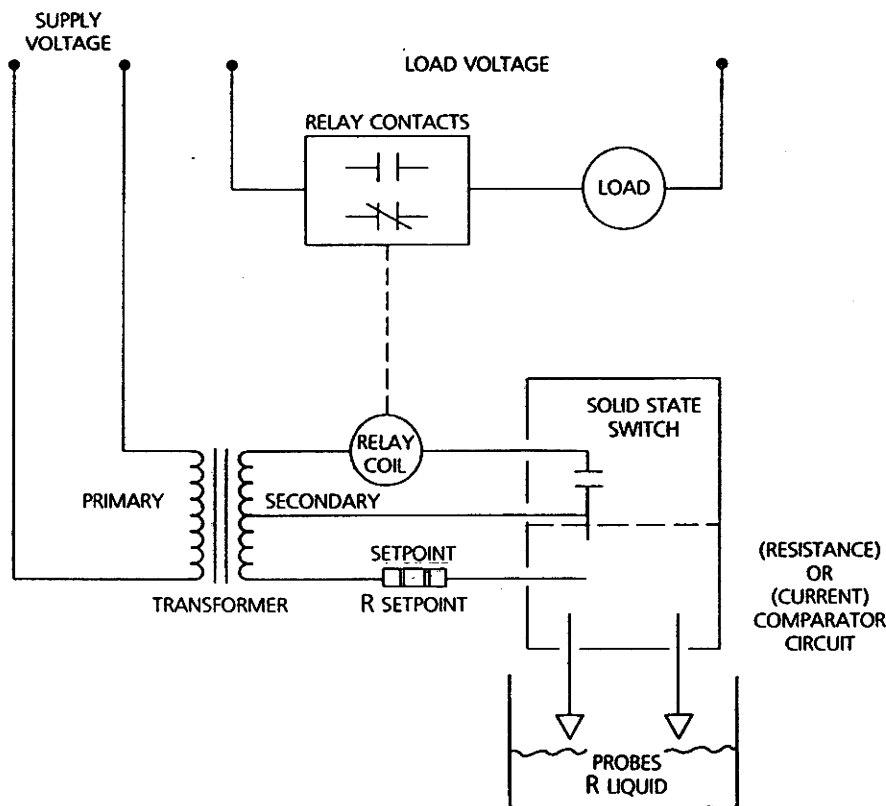 SUPPLY
VOLTAGE
LOAD VOLTAGE
RELAY CONTACTS
LOAD
SOLID STATE
SWITCH
RELAY
COIL
PRIMARY
SECONDARY
SETPOINT
R SETPOINT
TRANSFORMER
(RESISTANCE)
OR
(CURRENT)
COMPARATOR
CIRCUIT
PROBES
R LIQUID